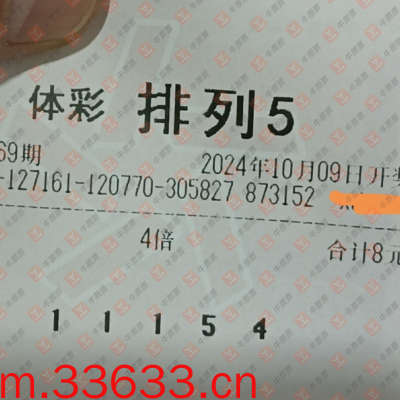 体彩 排列5
69期 2024年10月09日开奖
-127161-120770-305827 873152
4倍 合计8元
1 1 1 5 4
m.33633.cn